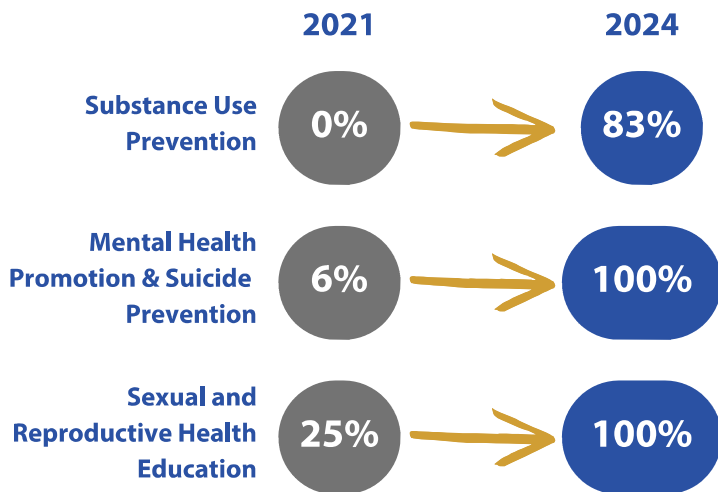 2021 2024
Substance Use
Prevention
0% 83%
Mental Health
Promotion & Suicide
Prevention
6% 100%
Sexual and
Reproductive Health
Education
25% 100%